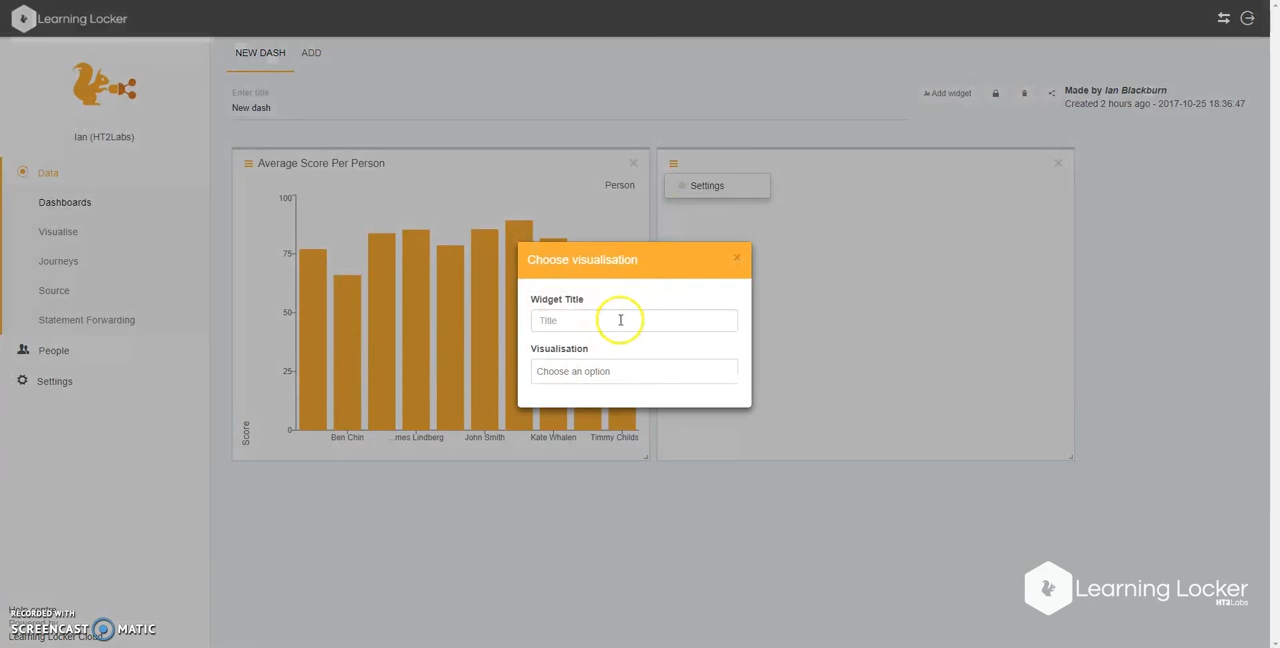 Learning Locker
NEW DASH ADD
Enter title
New dash
Add widget
Made by Ian Blackburn
Created 2 hours ago - 2017-10-25 18:36:47
Ian (HT2Labs)
Data
Dashboards
Visualise
Journeys
Source
Statement Forwarding
People
Settings
Average Score Per Person
Person
100
75
50
25
0
Score
Ben Chin
...mes Lindberg
John Smith
Kate Whalen
Timmy Childs
Settings
Choose visualisation
Widget Title
Title
Visualisation
Choose an option
Learning Locker
HT2Labs
RECORDED WITH
SCREENCAST MATIC
Learning Locker Cloud